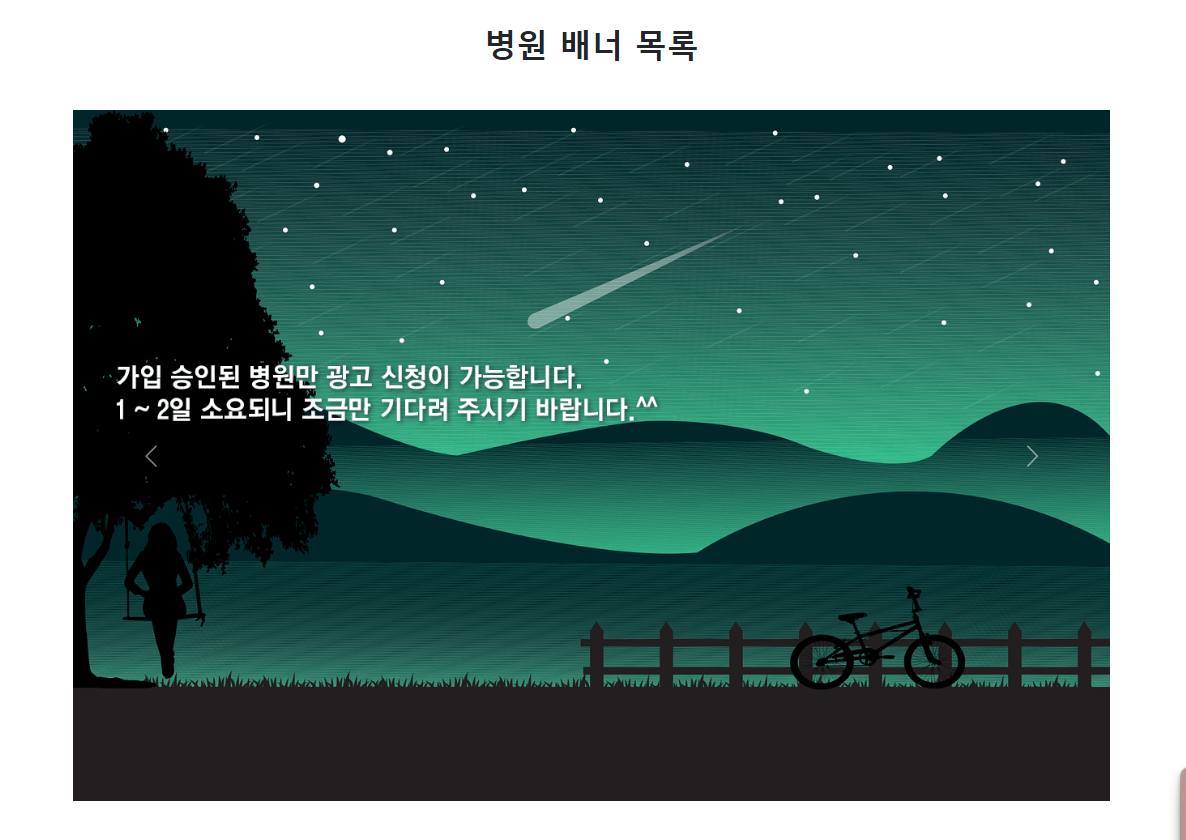 병원 배너 목록
가입 승인된 병원만 광고 신청이 가능합니다.
1 ~ 2일 소요되니 조금만 기다려 주시기 바랍니다.^^